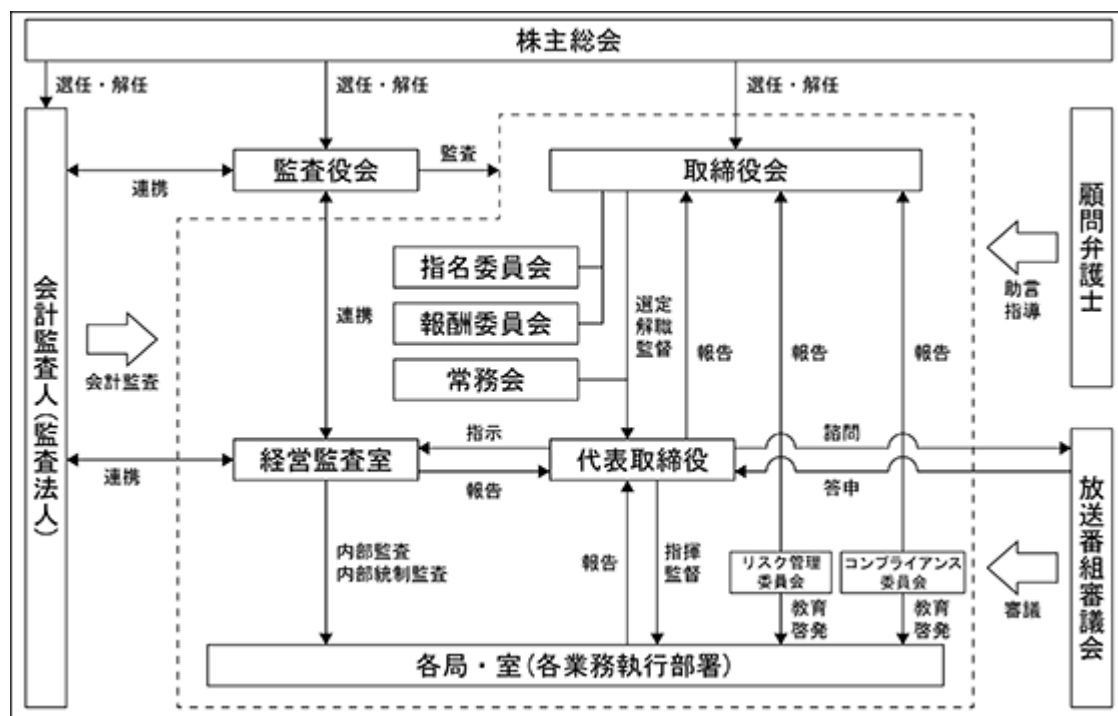 株主総会
選任・解任
選任・解任
選任・解任
監査役会
監査
取締役会
連携
顧問弁護士
指名委員会
報酬委員会
常務会
連携
選定
解職
監督
報告
報告
報告
助言
指導
会計監査人(監査法人)
会計監査
経営監査室
指示
報告
代表取締役
諮問
答申
連携
放送番組審議会
内部監査
内部統制監査
報告
指揮
監督
リスク管理
委員会
コンプライアンス
委員会
審議
教育
啓発
教育
啓発
各局・室(各業務執行部署)